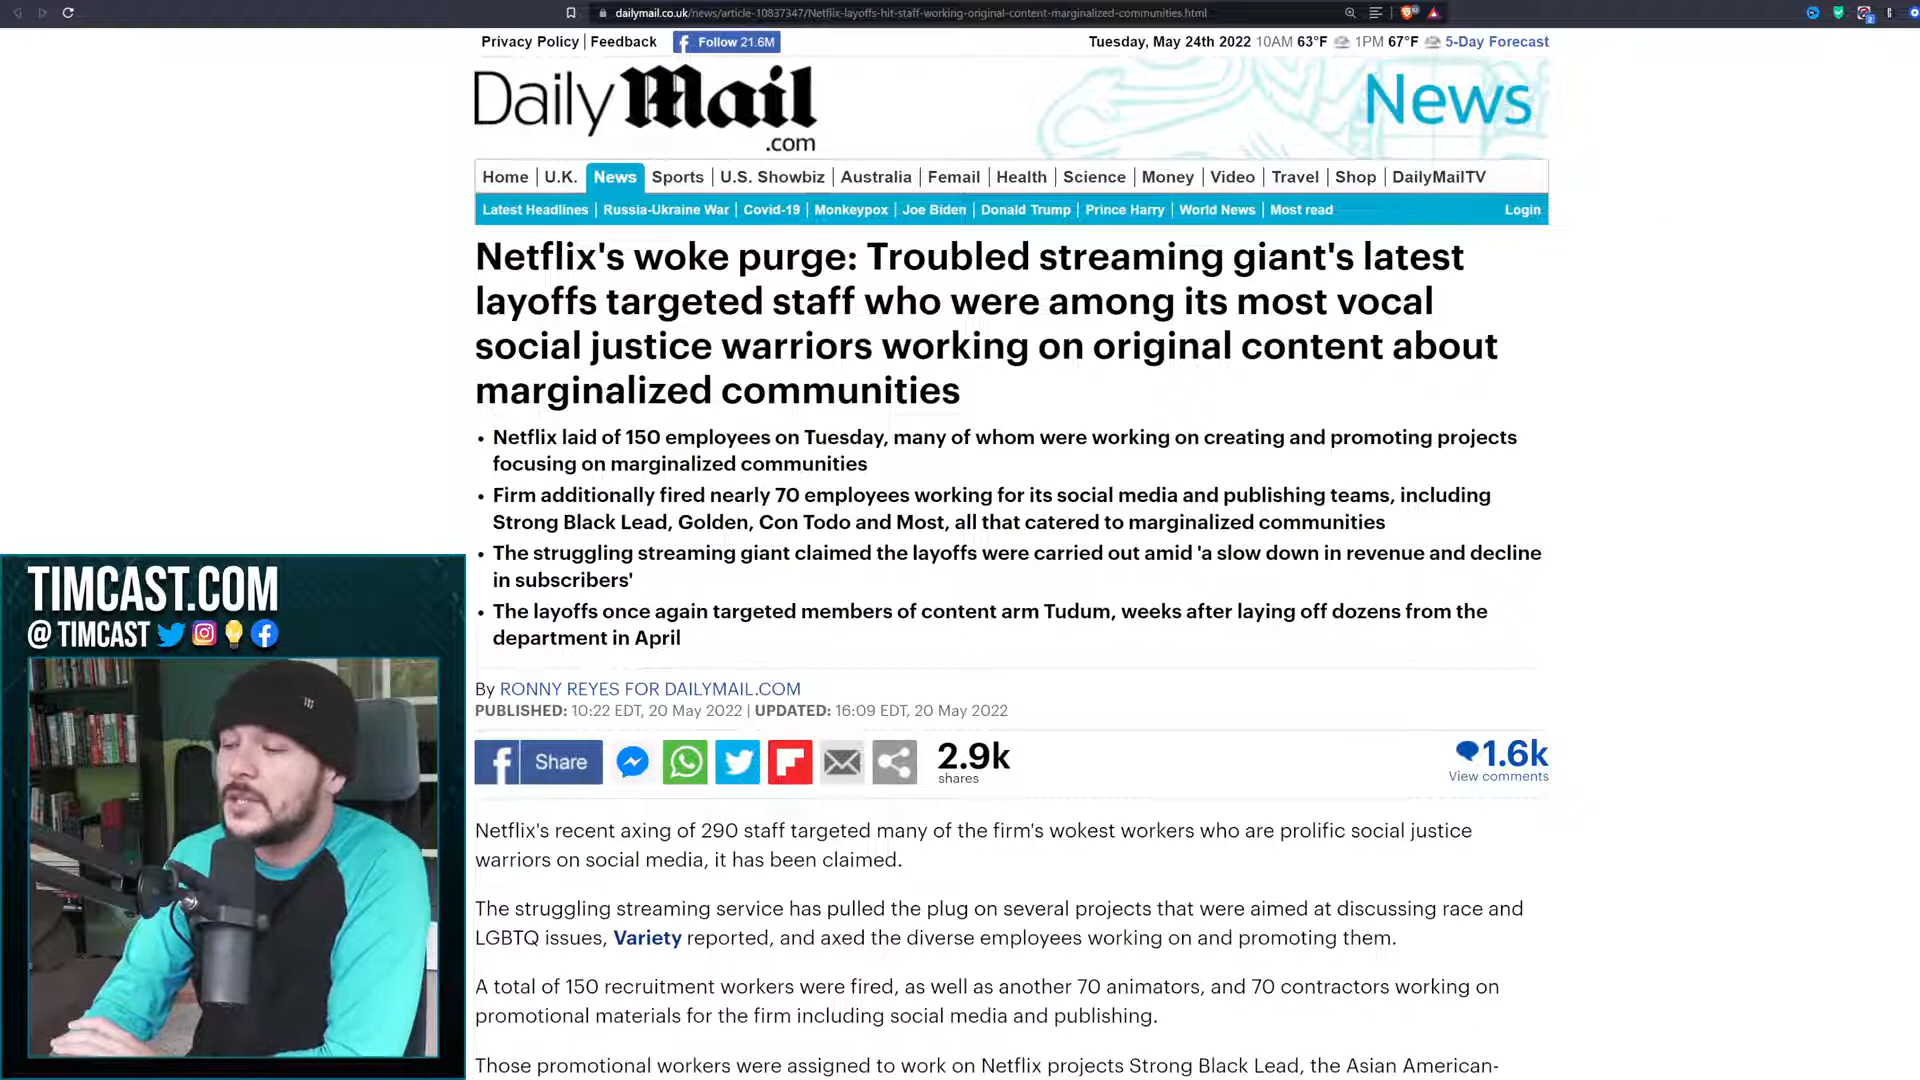 dailymail.co.uk/news/article-10837347/Netflix-layoffs-hit-staff-working-original-content-marginalized-communities.html
Privacy Policy | Feedback
Follow 21.6M
Tuesday, May 24th 2022 10AM 63°F 1PM 67°F 5-Day Forecast
Daily Mail
.com
News
Home | U.K. | News | Sports | U.S. Showbiz | Australia | Femail | Health | Science | Money | Video | Travel | Shop | DailyMailTV
Latest Headlines | Russia-Ukraine War | Covid-19 | Monkeypox | Joe Biden | Donald Trump | Prince Harry | World News | Most read
Login
Netflix's woke purge: Troubled streaming giant's latest
layoffs targeted staff who were among its most vocal
social justice warriors working on original content about
marginalized communities
• Netflix laid of 150 employees on Tuesday, many of whom were working on creating and promoting projects
focusing on marginalized communities
• Firm additionally fired nearly 70 employees working for its social media and publishing teams, including
Strong Black Lead, Golden, Con Todo and Most, all that catered to marginalized communities
• The struggling streaming giant claimed the layoffs were carried out amid 'a slow down in revenue and decline
in subscribers'
• The layoffs once again targeted members of content arm Tudum, weeks after laying off dozens from the
department in April
By RONNY REYES FOR DAILYMAIL.COM
PUBLISHED: 10:22 EDT, 20 May 2022 | UPDATED: 16:09 EDT, 20 May 2022
Share
2.9k
shares
1.6k
View comments
Netflix's recent axing of 290 staff targeted many of the firm's wokest workers who are prolific social justice
warriors on social media, it has been claimed.
The struggling streaming service has pulled the plug on several projects that were aimed at discussing race and
LGBTQ issues, Variety reported, and axed the diverse employees working on and promoting them.
A total of 150 recruitment workers were fired, as well as another 70 animators, and 70 contractors working on
promotional materials for the firm including social media and publishing.
Those promotional workers were assigned to work on Netflix projects Strong Black Lead, the Asian American-
TIMCAST.COM
@ TIMCAST